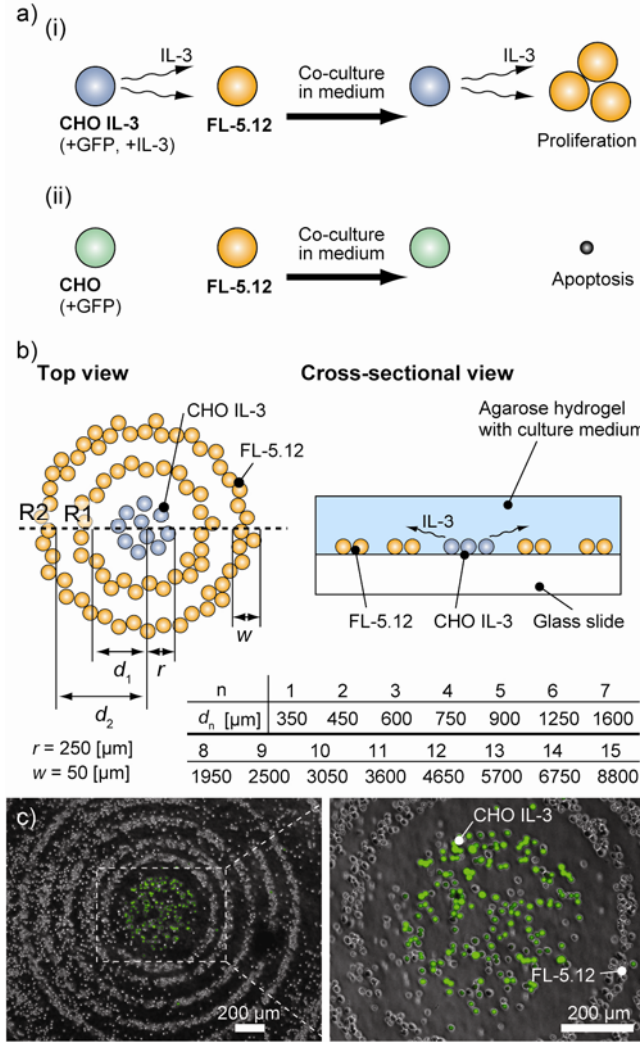 a)
(i)
IL-3
Co-culture
in medium
IL-3
CHO IL-3
(+GFP, +IL-3)
FL-5.12
Proliferation
(ii)
Co-culture
in medium
CHO
(+GFP)
FL-5.12
Apoptosis
b)
Top view
Cross-sectional view
CHO IL-3
FL-5.12
Agarose hydrogel
with culture medium
R2
R1
IL-3
w
d1
r
d2
FL-5.12
CHO IL-3
Glass slide
r = 250 [μm]
w = 50 [μm]
n 1 2 3 4 5 6 7
dn [μm] 350 450 600 750 900 1250 1600
8 9 10 11 12 13 14 15
1950 2500 3050 3600 4650 5700 6750 8800
c)
CHO IL-3
FL-5.12
200 μm
200 μm